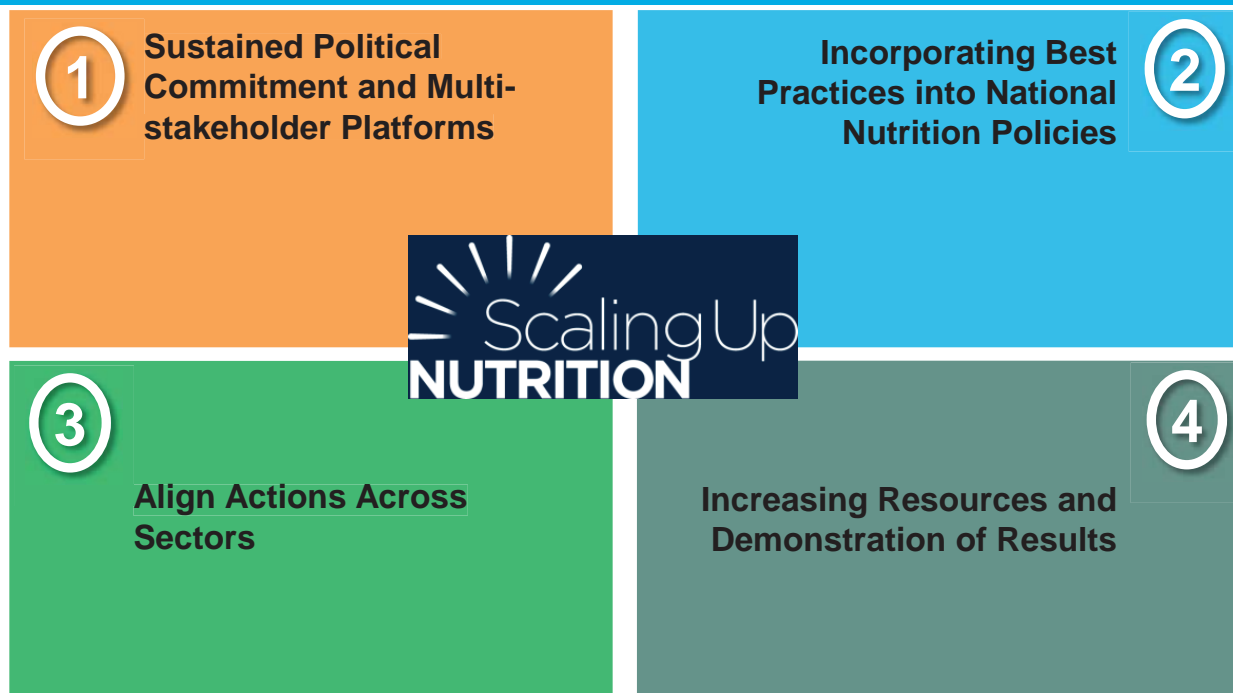 1
Sustained Political
Commitment and Multi-
stakeholder Platforms
Incorporating Best
Practices into National
Nutrition Policies
2
Scaling Up
NUTRITION
3
Align Actions Across
Sectors
4
Increasing Resources and
Demonstration of Results